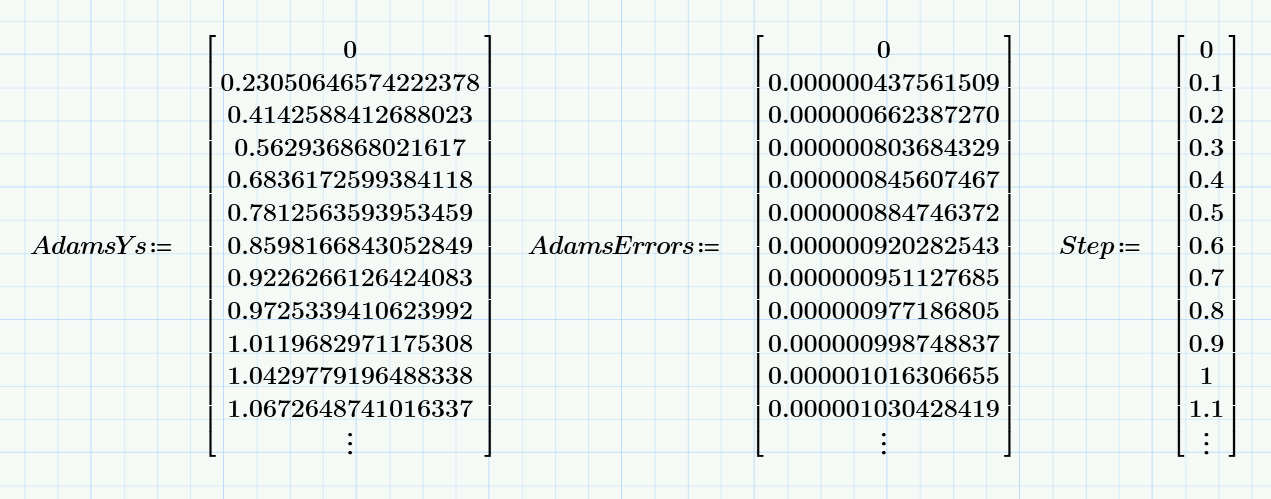 0 0 0
0.23050646574222378 0.000000437561509 0.1
0.4142588412688023 0.000000662387270 0.2
0.562936868021617 0.000000803684329 0.3
0.6836172599384118 0.000000845607467 0.4
0.7812563593953459 0.000000884746372 0.5
AdamsYs:= 0.8598166843052849 AdamsErrors:= 0.000000920282543 Step:= 0.6
0.9226266126424083 0.000000951127685 0.7
0.9725339410623992 0.000000977186805 0.8
1.0119682971175308 0.000000998748837 0.9
1.0429779196488338 0.000001016306655 1
1.0672648741016337 0.000001030428419 1.1
⋮ ⋮ ⋮